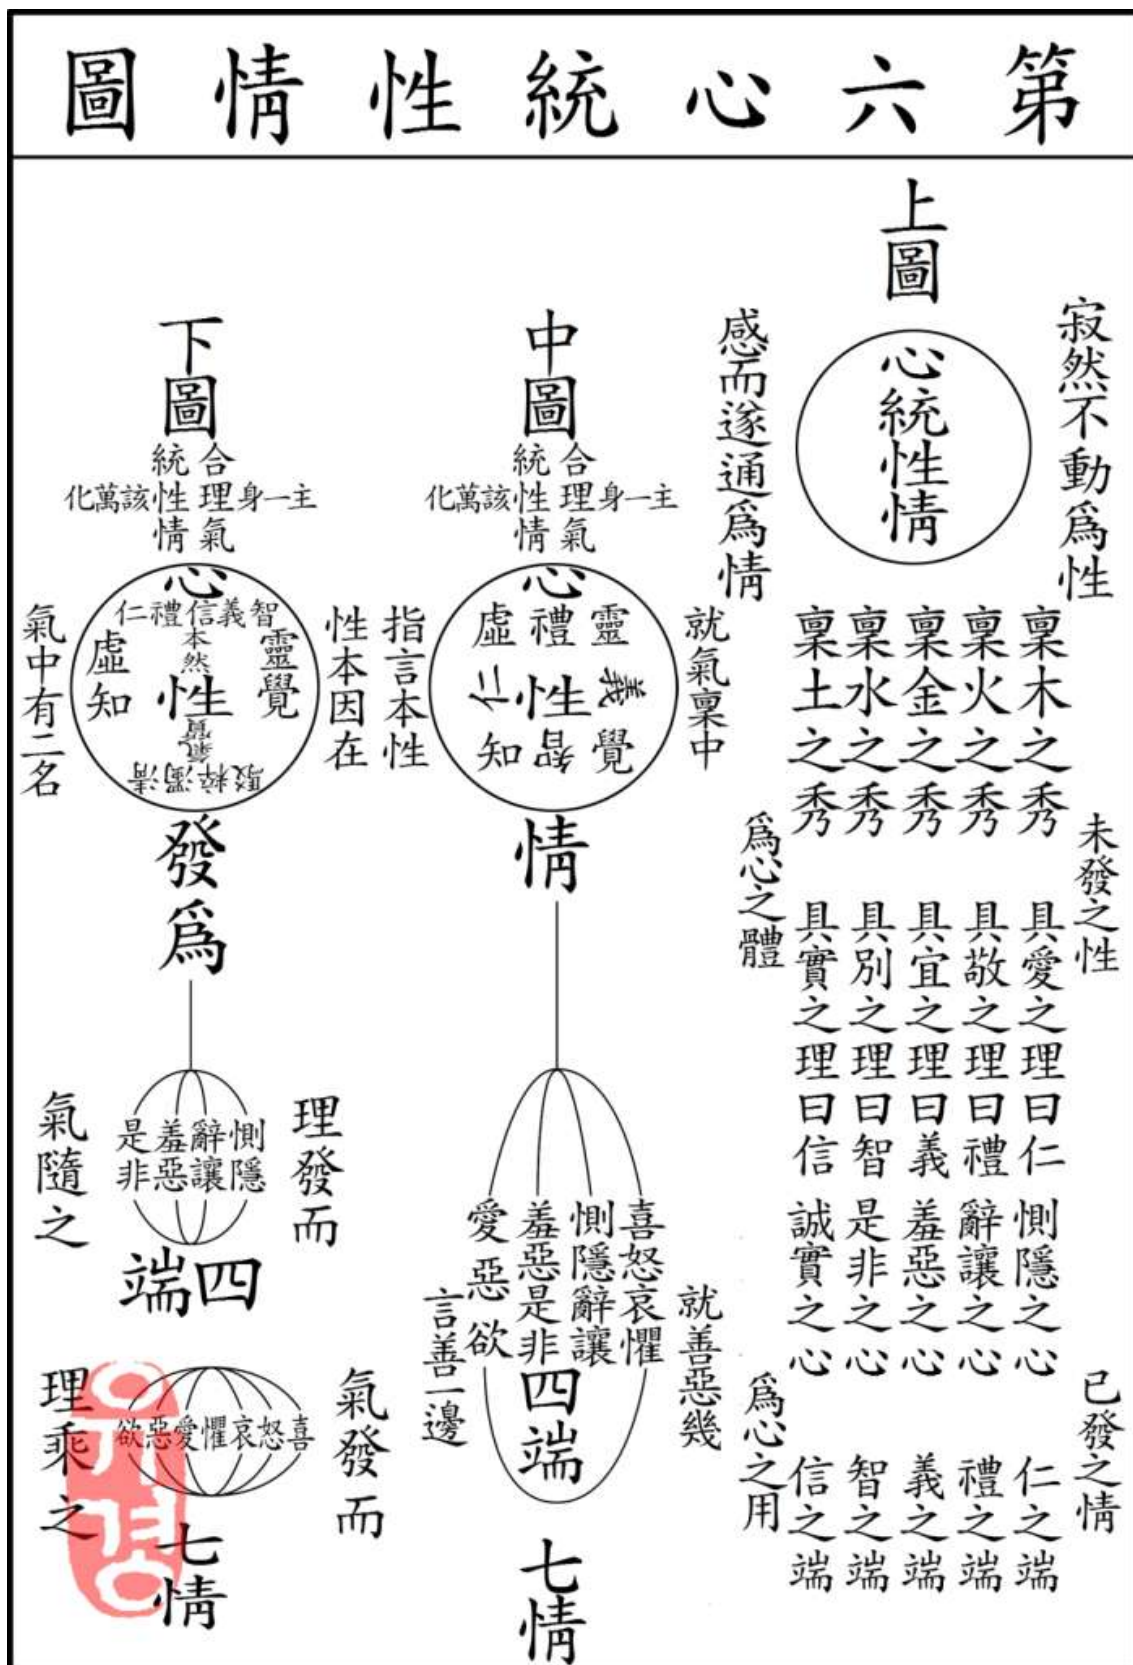 第六心統性情圖
上圖
寂然不動爲性
心統性情
感而遂通爲情
稟木之秀
稟火之秀
稟金之秀
稟水之秀
稟土之秀
未發之性
具愛之理曰仁
具敬之理曰禮
具宜之理曰義
具別之理曰智
具實之理曰信
爲心之體
惻隱之心
辭讓之心
羞惡之心
是非之心
誠實之心
已發之情
仁之端
禮之端
義之端
智之端
信之端
爲心之用
中圖
主一身
合理氣
統性情
該萬化
心
靈
禮
虛
義
性
仁
覺
智
知
就氣稟中
指言本性
情
喜怒哀懼
惻隱辭讓
羞惡是非
愛惡欲
四端
就善惡幾
言善一邊
七情
下圖
主一身
合理氣
統性情
該萬化
心
智義信禮仁
本然
靈覺
性
虛知
氣質
清濁粹駁
性本因在
氣中有二名
發爲
理發而
惻隱
辭讓
羞惡
是非
氣隨之
四端
氣發而
喜怒哀懼愛惡欲
理乘之
七情
유경